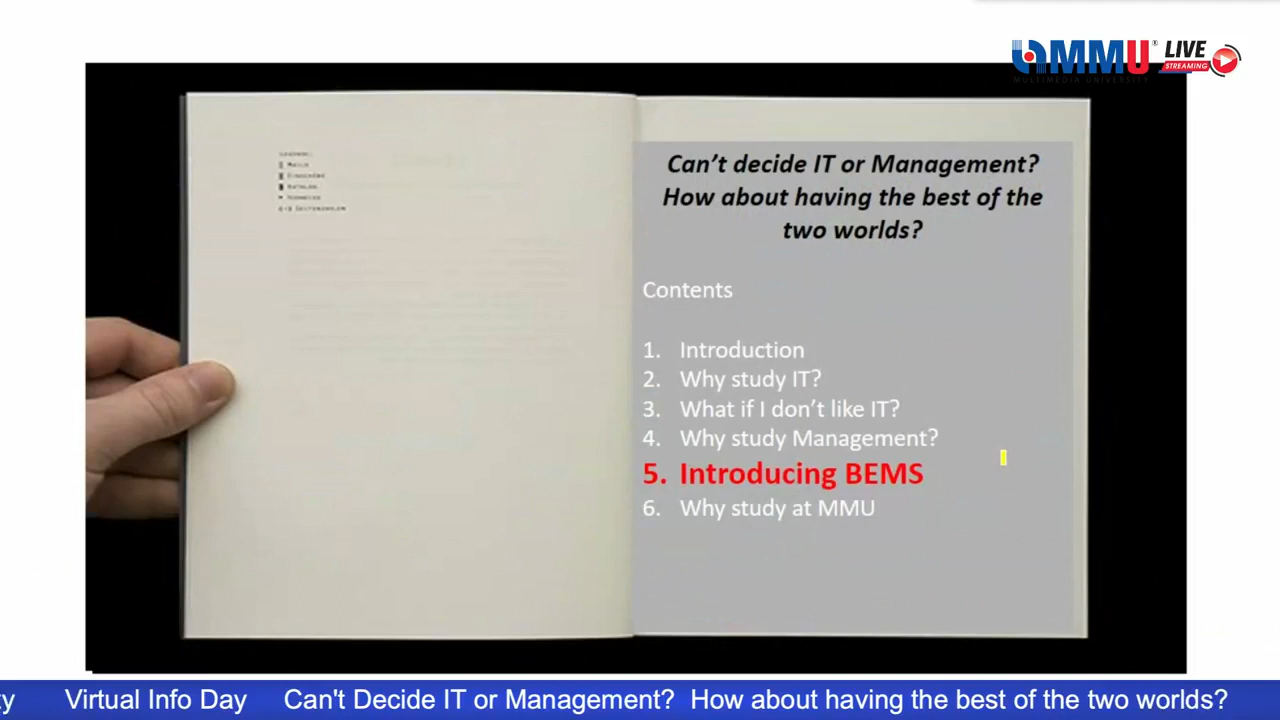 MMU
LIVE
STREAMING
MULTIMEDIA UNIVERSITY
Can’t decide IT or Management?
How about having the best of the
two worlds?
Contents
1. Introduction
2. Why study IT?
3. What if I don’t like IT?
4. Why study Management?
5. Introducing BEMS
6. Why study at MMU
ty Virtual Info Day Can't Decide IT or Management? How about having the best of the two worlds?